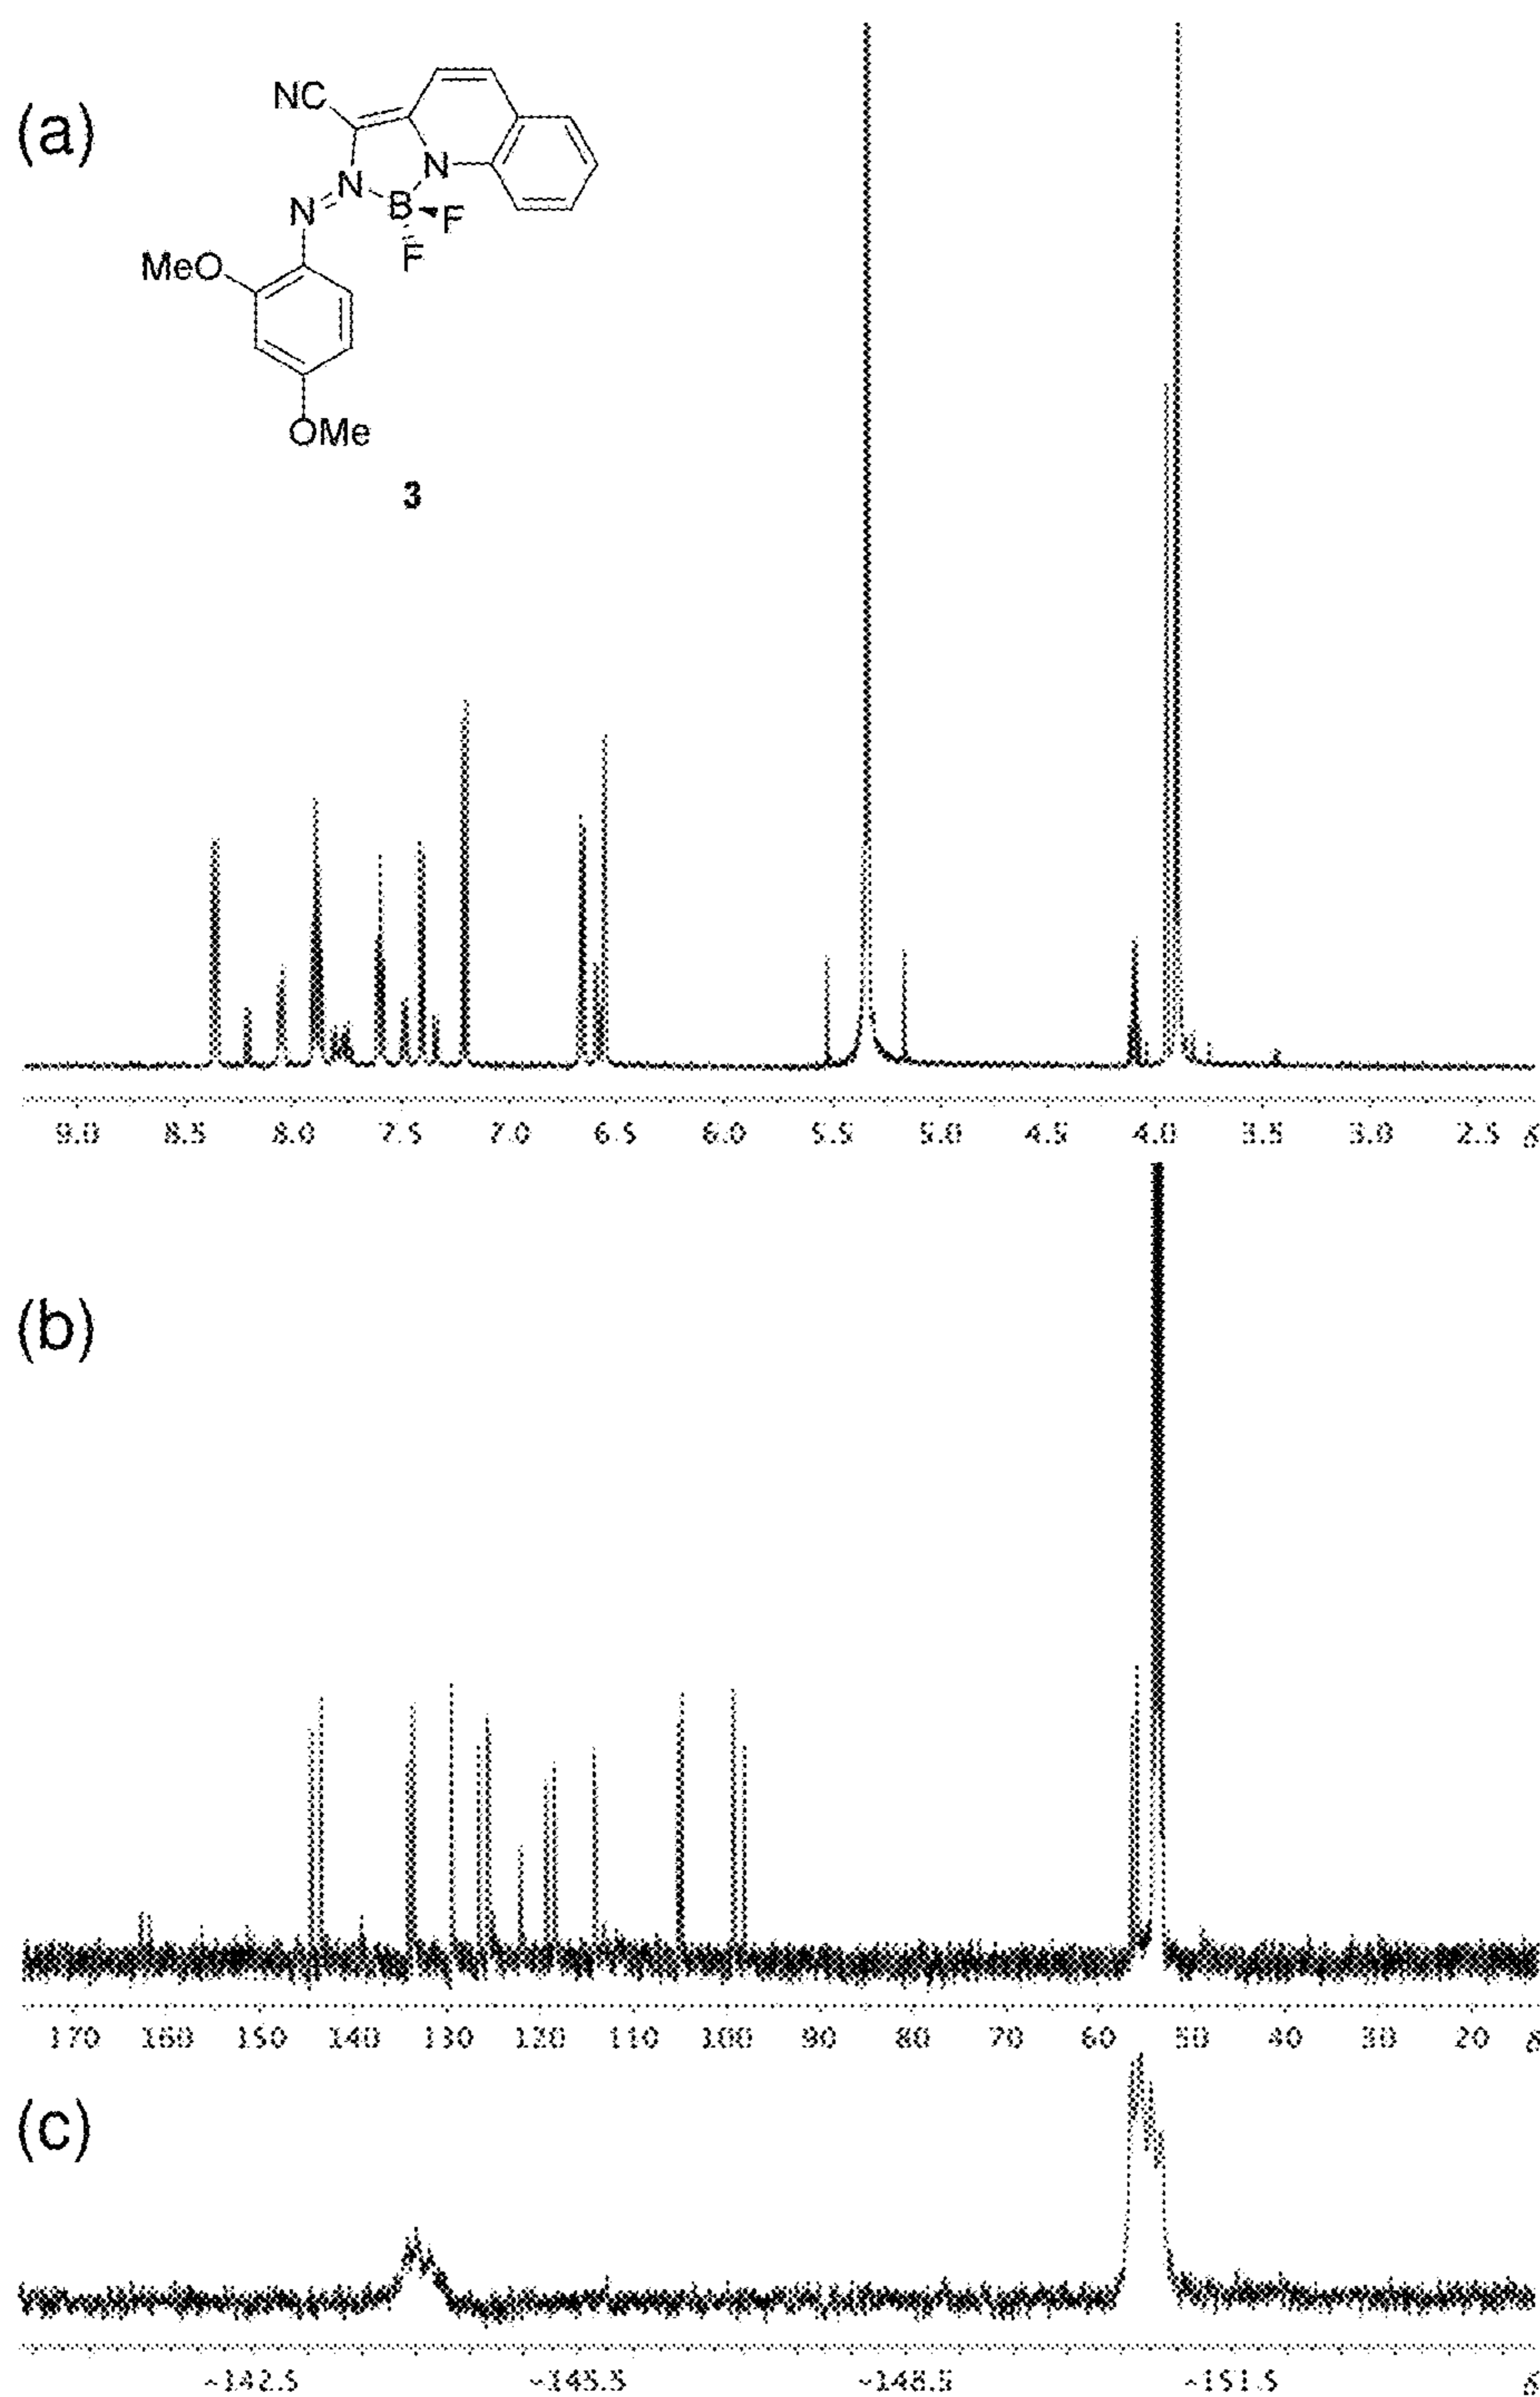 (a)
NC
N
N
N
B
F
F
MeO
OMe
3
9.0 8.5 8.0 7.5 7.0 6.5 6.0 5.5 5.0 4.5 4.0 3.5 3.0 2.5 δ
(b)
170 160 150 140 130 120 110 100 90 80 70 60 50 40 30 20 δ
(c)
-142.5 -145.5 -148.5 -151.5 δ